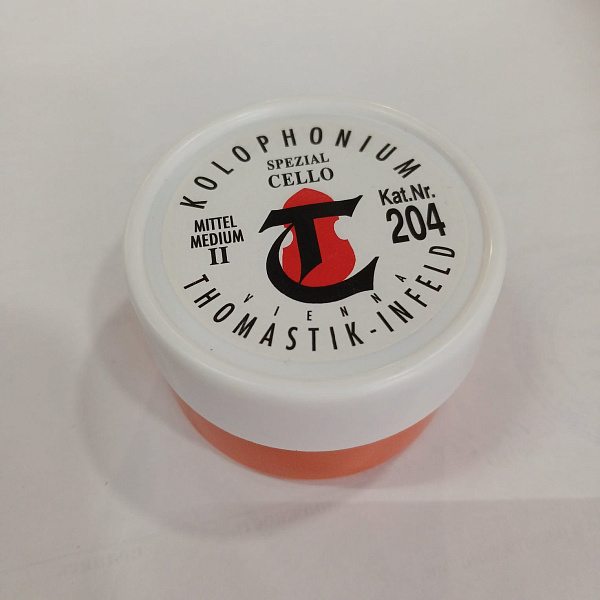 KOLOPHONIUM
SPEZIAL
CELLO
MITTEL
MEDIUM
II
Kat.Nr.
204
VIENNA
THOMASTIK-INFELD